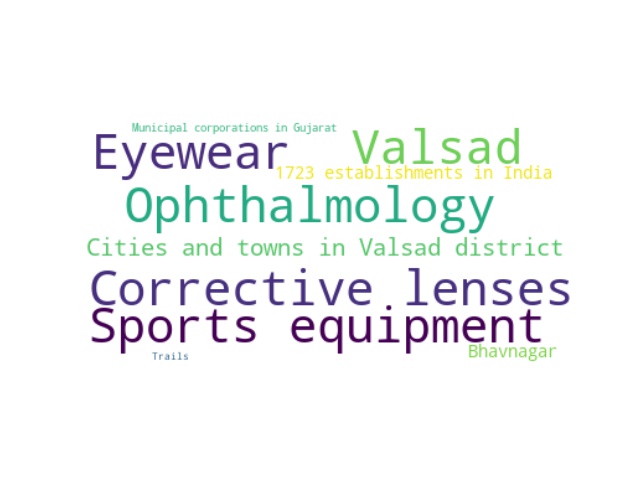 Municipal corporations in Gujarat
Eyewear Valsad
1723 establishments in India
Ophthalmology
Cities and towns in Valsad district
Corrective lenses
Sports equipment
Bhavnagar
Trails